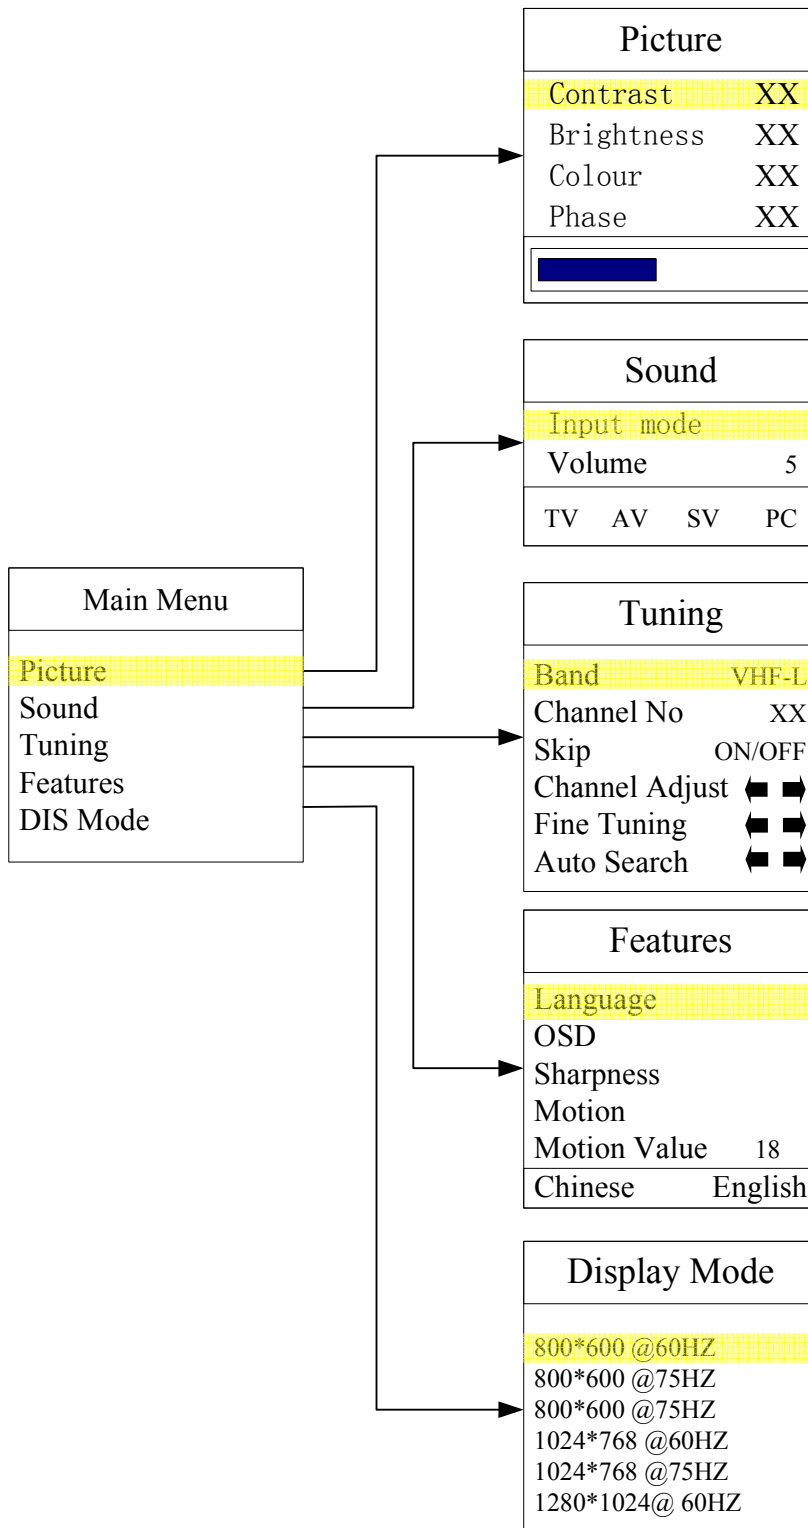 Picture
Contrast XX
Brightness XX
Colour XX
Phase XX
Sound
Input mode
Volume 5
TV AV SV PC
Main Menu
Picture
Sound
Tuning
Features
DIS Mode
Tuning
Band VHF-L
Channel No XX
Skip ON/OFF
Channel Adjust
Fine Tuning
Auto Search
Features
Language
OSD
Sharpness
Motion
Motion Value 18
Chinese English
Display Mode
800*600 @60HZ
800*600 @75HZ
800*600 @75HZ
1024*768 @60HZ
1024*768 @75HZ
1280*1024@ 60HZ